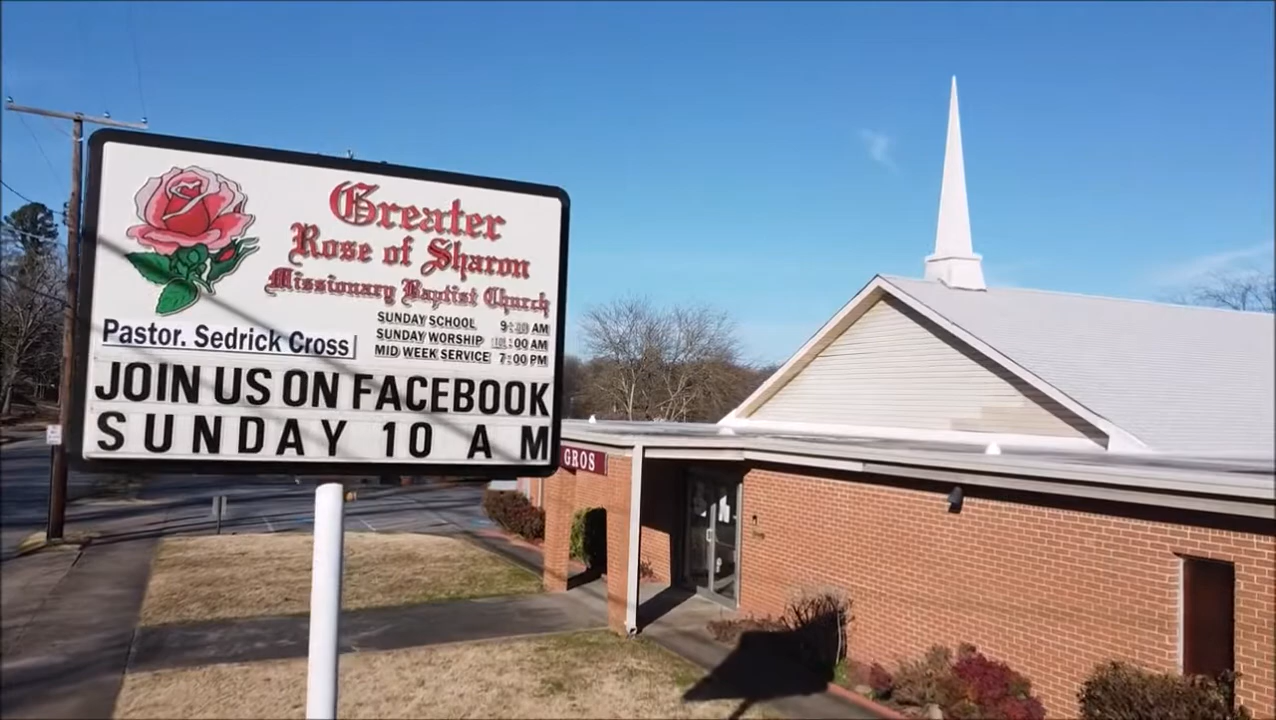 Greater
Rose of Sharon
Missionary Baptist Church
SUNDAY SCHOOL
SUNDAY WORSHIP
MID WEEK SERVICE 7:00 PM
Pastor. Sedrick Cross
JOIN US ON FACEBOOK
SUNDAY 10 A M
GROS